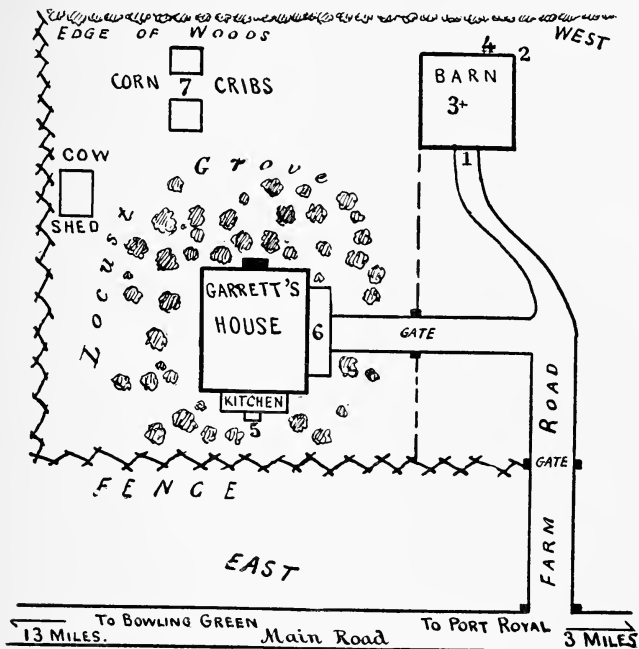 EDGE OF WOODS
WEST
4
2
BARN
3+
1
CORN 7 CRIBS
COW
SHED
Locust Grove
GARRETT'S
HOUSE
6
GATE
KITCHEN
5
FENCE
GATE
FARM ROAD
EAST
TO BOWLING GREEN
13 MILES.
Main Road
TO PORT ROYAL
3 MILES